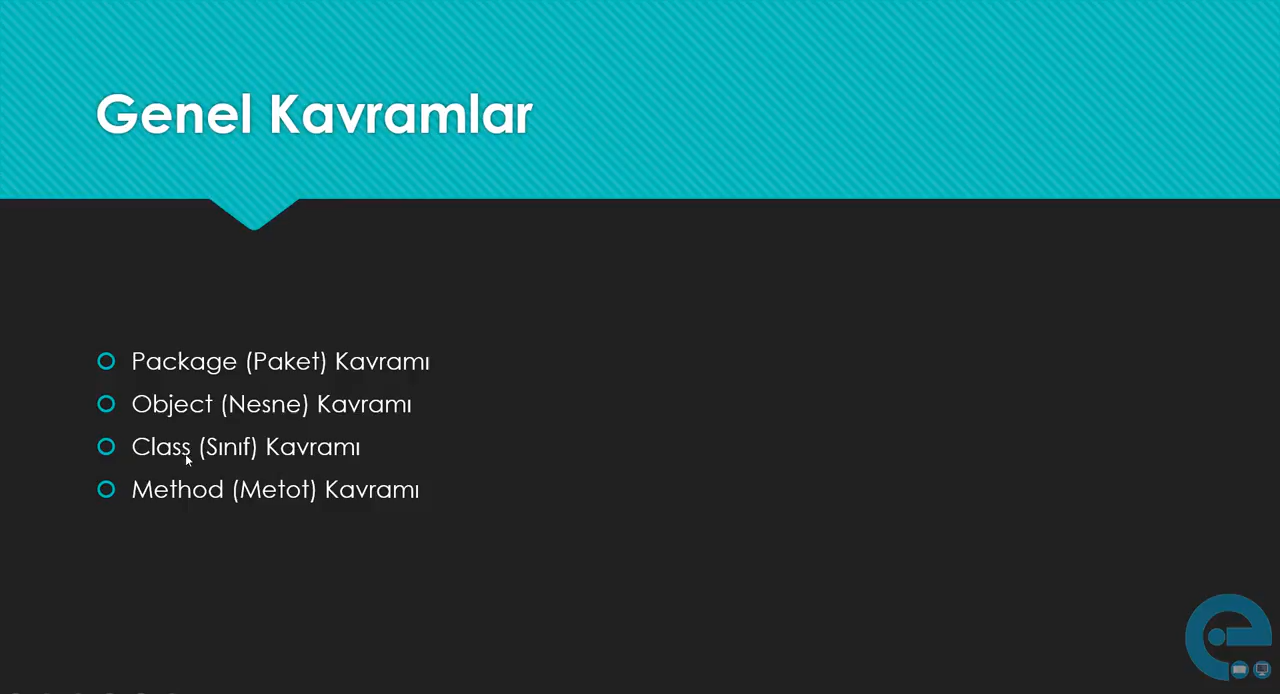 Genel Kavramlar
Package (Paket) Kavramı
Object (Nesne) Kavramı
Class (Sınıf) Kavramı
Method (Metot) Kavramı